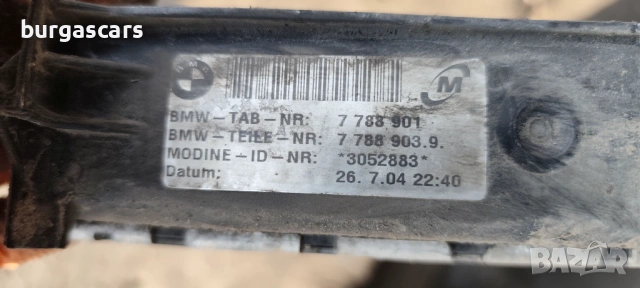 burgascars
BMW
M
BMW-TAB-NR: 7 788 901
BMW-TEILE-NR: 7 788 903.9.
MODINE-ID-NR: *3052883*
Datum: 26. 7.04 22:40
BAZAR